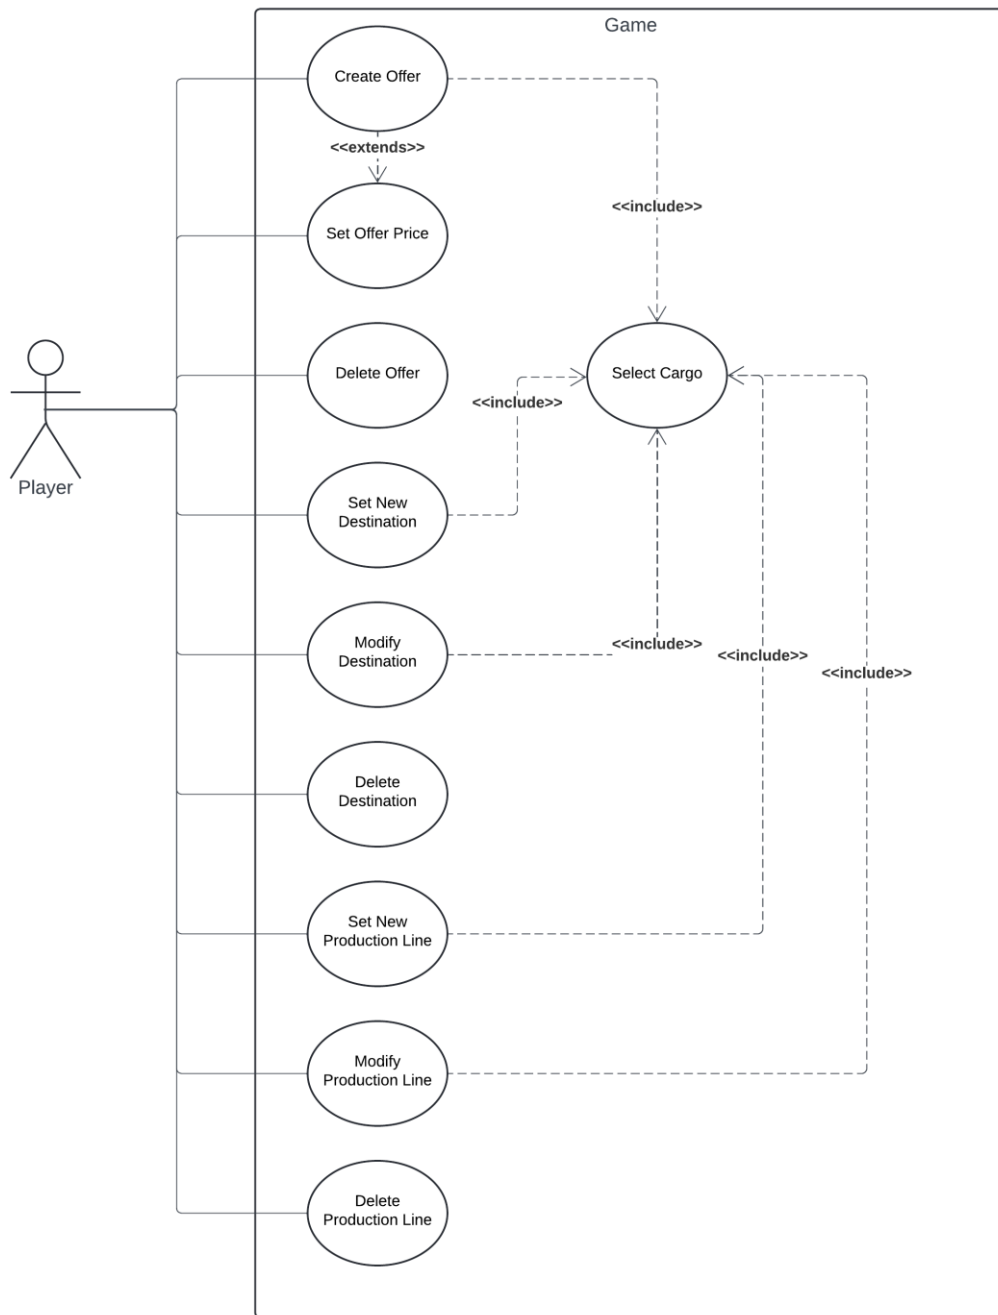 Game
Create Offer
<<extends>>
<<include>>
Set Offer Price
Delete Offer
Select Cargo
<<include>>
Player
Set New
Destination
Modify
Destination
<<include>>
<<include>>
<<include>>
Delete
Destination
Set New
Production Line
Modify
Production Line
Delete
Production Line